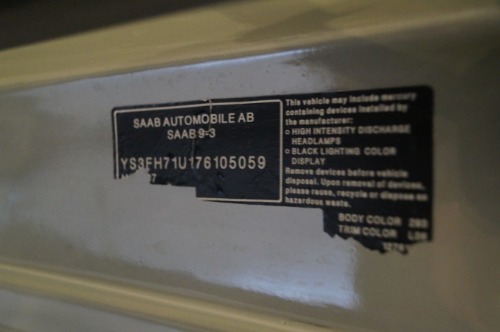 SAAB AUTOMOBILE AB
SAAB 9-3
YS3FH71U176105059
7
This vehicle may include mercury
containing devices installed by
the manufacturer:
○ HIGH INTENSITY DISCHARGE
HEADLAMPS
○ BLACK LIGHTING COLOR
DISPLAY
Remove devices before vehicle
disposal. Upon removal of devices,
please reuse, recycle or dispose as
hazardous waste.
BODY COLOR 280
TRIM COLOR